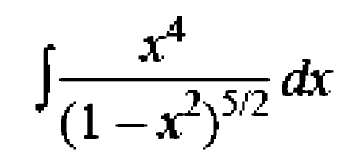 ∫ x⁴/(1 − x²)^{5/2} dx